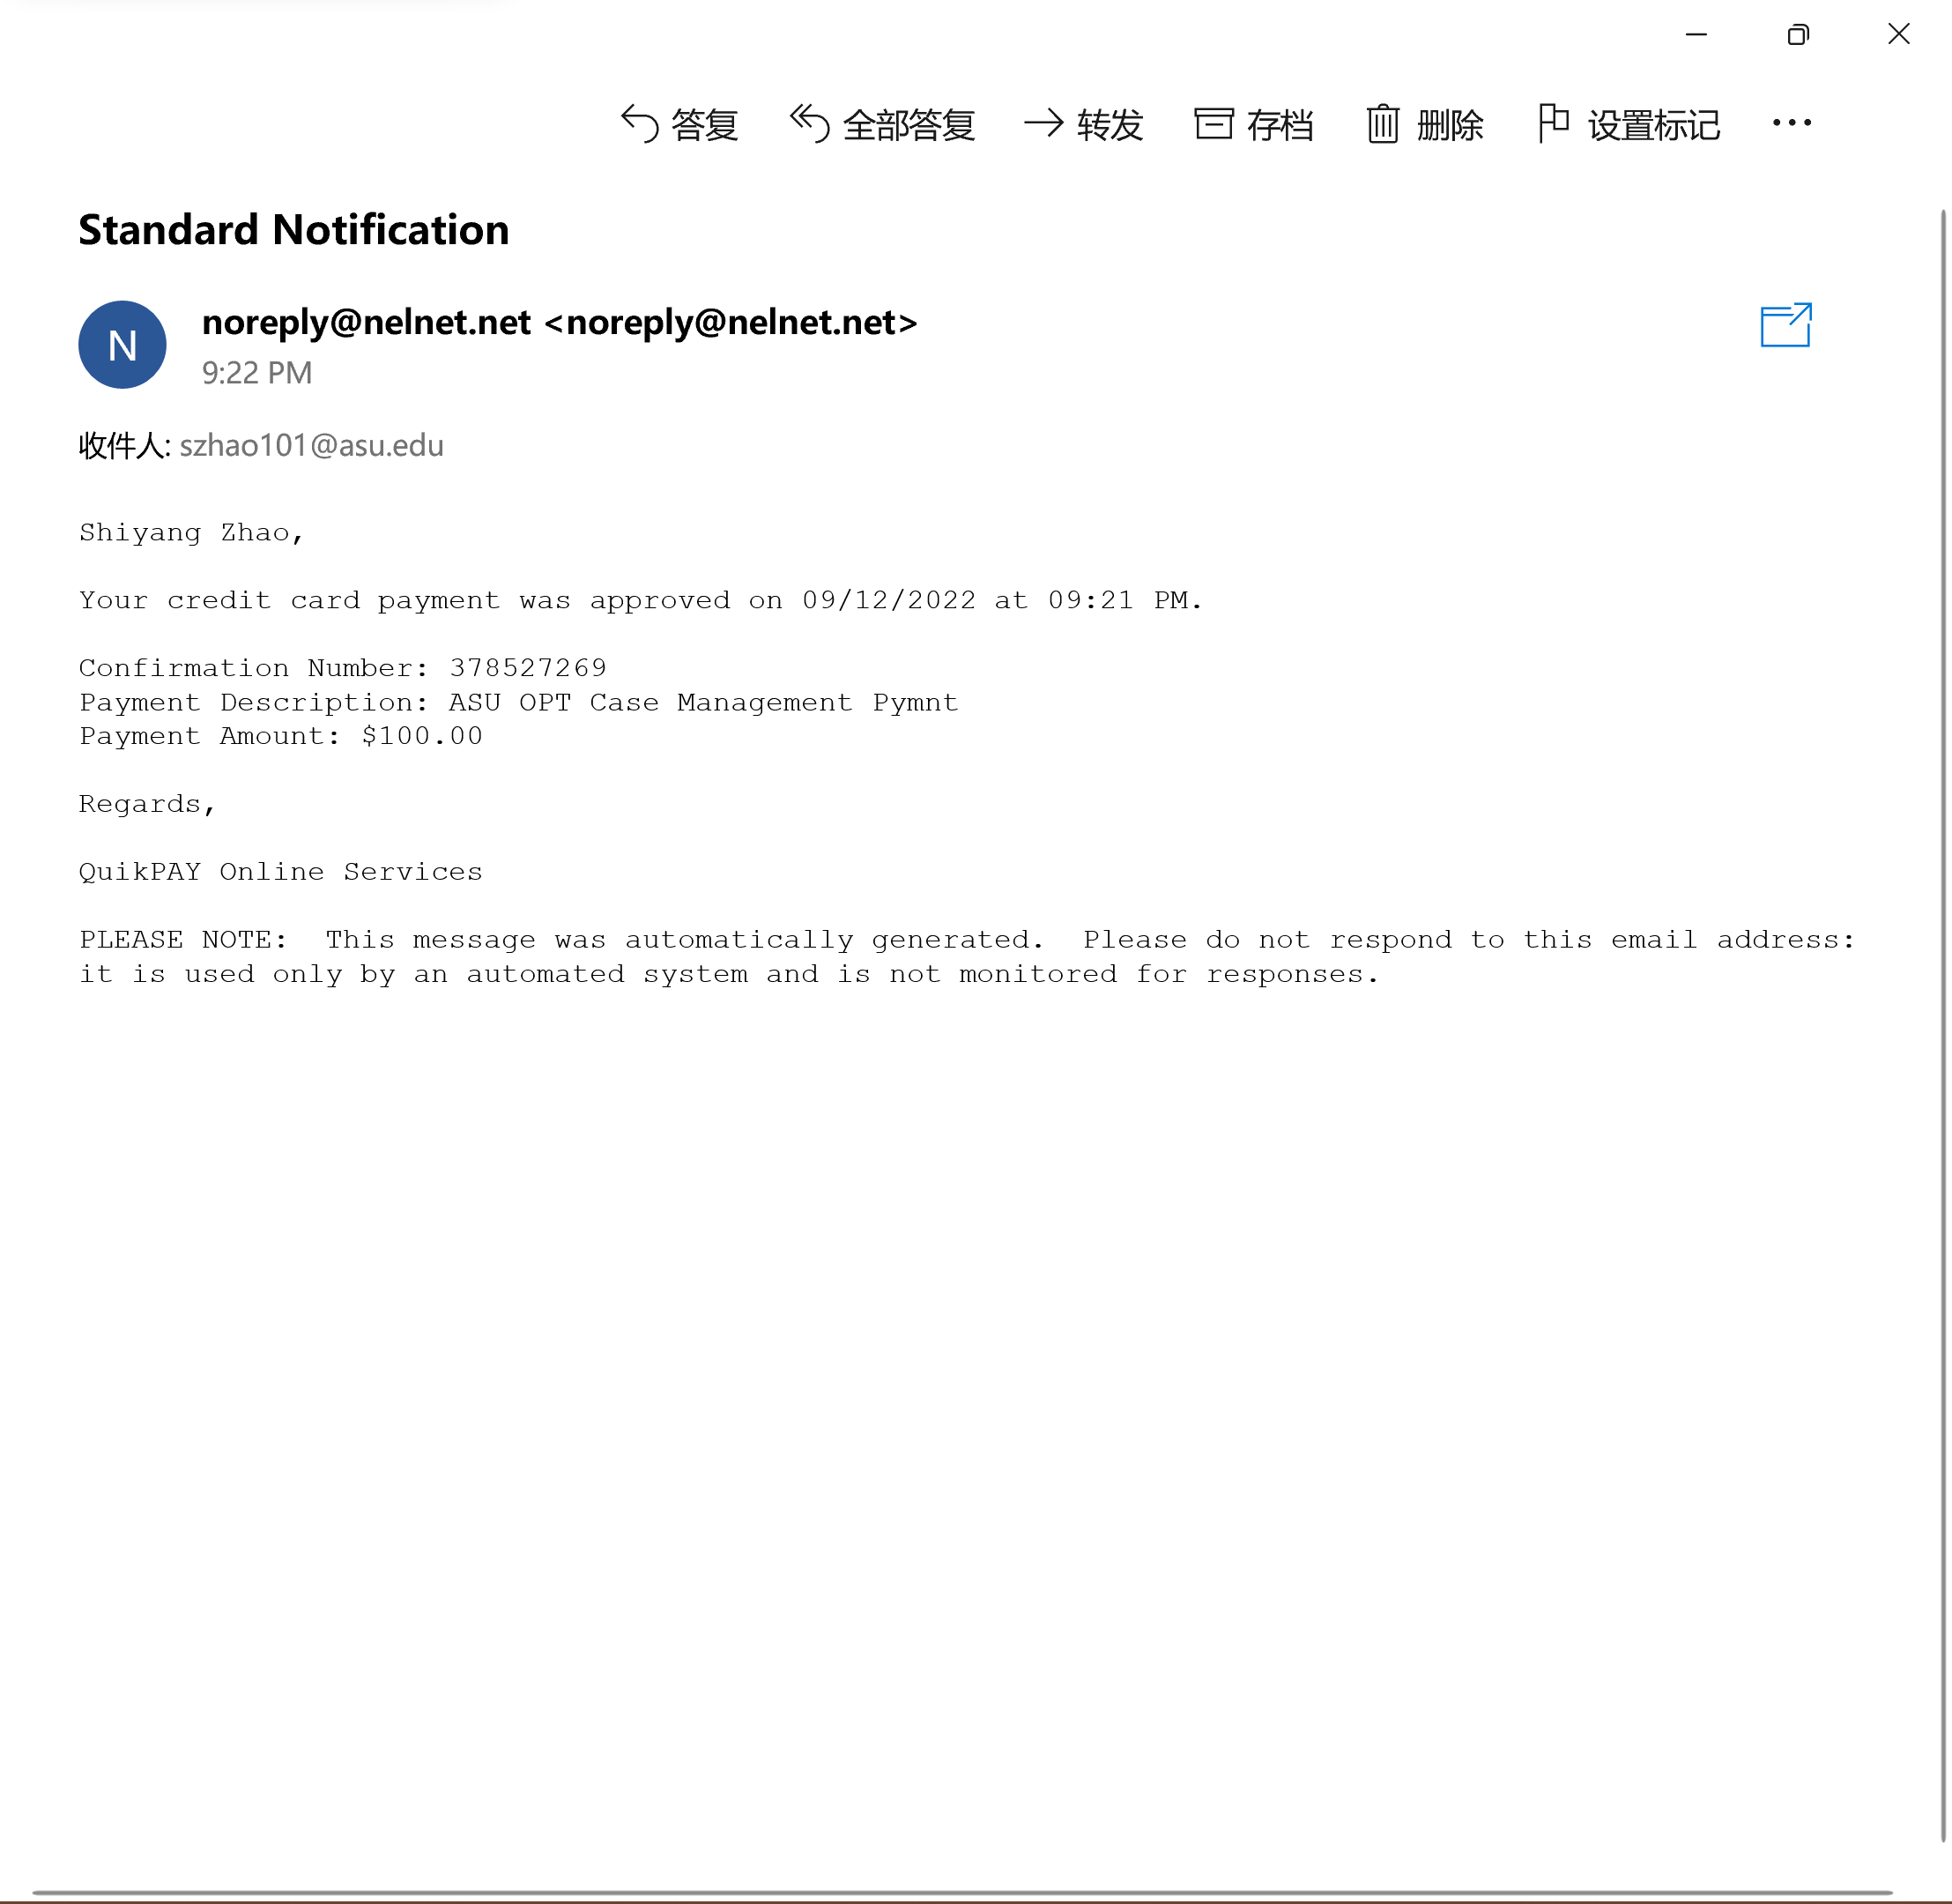 答复 全部答复 转发 存档 删除 设置标记
Standard Notification
N
noreply@nelnet.net <noreply@nelnet.net>
9:22 PM
收件人: szhao101@asu.edu
Shiyang Zhao,
Your credit card payment was approved on 09/12/2022 at 09:21 PM.
Confirmation Number: 378527269
Payment Description: ASU OPT Case Management Pymnt
Payment Amount: $100.00
Regards,
QuikPAY Online Services
PLEASE NOTE:  This message was automatically generated.  Please do not respond to this email address:
it is used only by an automated system and is not monitored for responses.